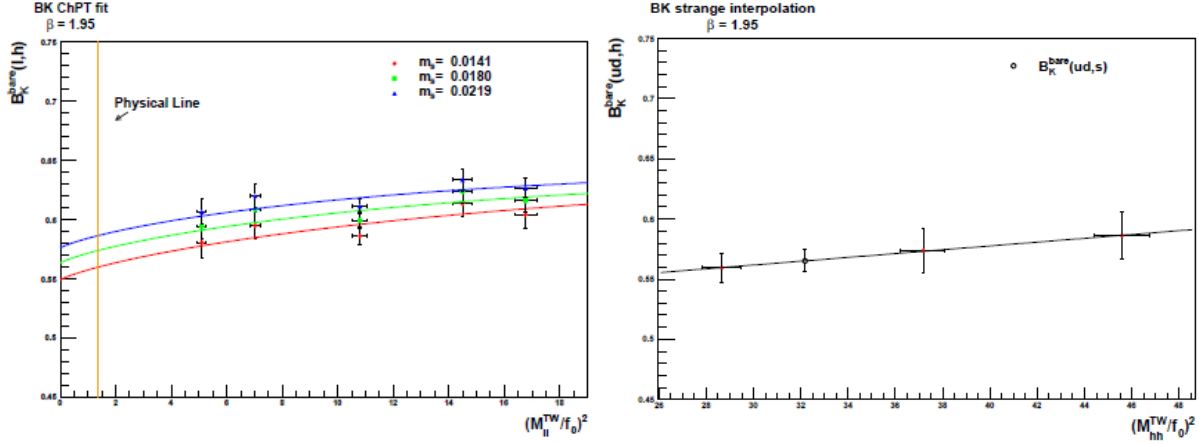 BK ChPT fit
β = 1.95
B_K^bare(l,h)
0.75
0.7
0.65
0.6
0.55
0.5
0.45
m_s= 0.0141
m_s= 0.0180
m_s= 0.0219
Physical Line
0 2 4 6 8 10 12 14 16 18
(M_ll^TW/f_0)^2
BK strange interpolation
β = 1.95
B_K^bare(ud,h)
0.75
0.7
0.65
0.6
0.55
0.5
0.45
B_K^bare(ud,s)
26 28 30 32 34 36 38 40 42 44 46 48
(M_hh^TW/f_0)^2